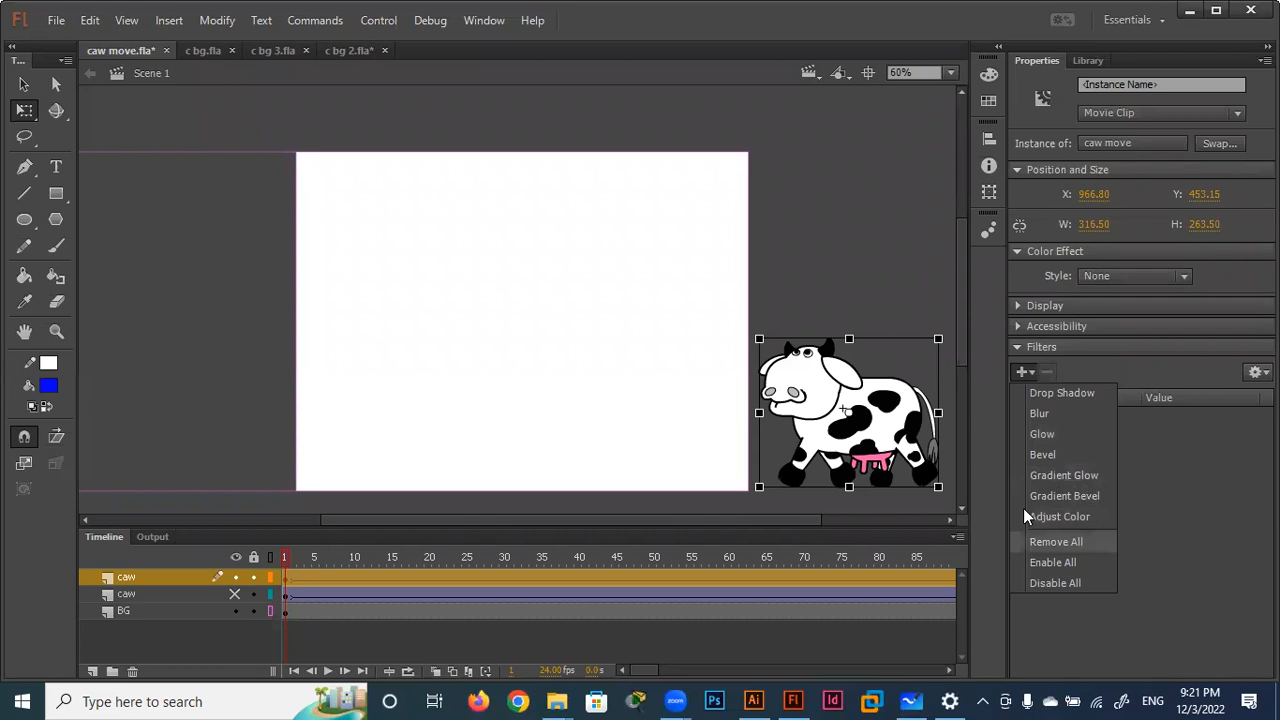 Fl File Edit View Insert Modify Text Commands Control Debug Window Help Essentials
caw move.fla* × c bg.fla × c bg 3.fla × c bg 2.fla* ×
T...
Scene 1
60%
Properties Library
<Instance Name>
Movie Clip
Instance of: caw move Swap...
Position and Size
X: 966.80 Y: 453.15
W: 316.50 H: 263.50
Color Effect
Style: None
Display
Accessibility
Filters
Value
Drop Shadow
Blur
Glow
Bevel
Gradient Glow
Gradient Bevel
Adjust Color
Remove All
Enable All
Disable All
Timeline Output
1 5 10 15 20 25 30 35 40 45 50 55 60 65 70 75 80 85
caw
caw
BG
1 24.00 fps 0.0 s
Type here to search
Ps Ai Fl Id
ENG
9:21 PM
12/3/2022